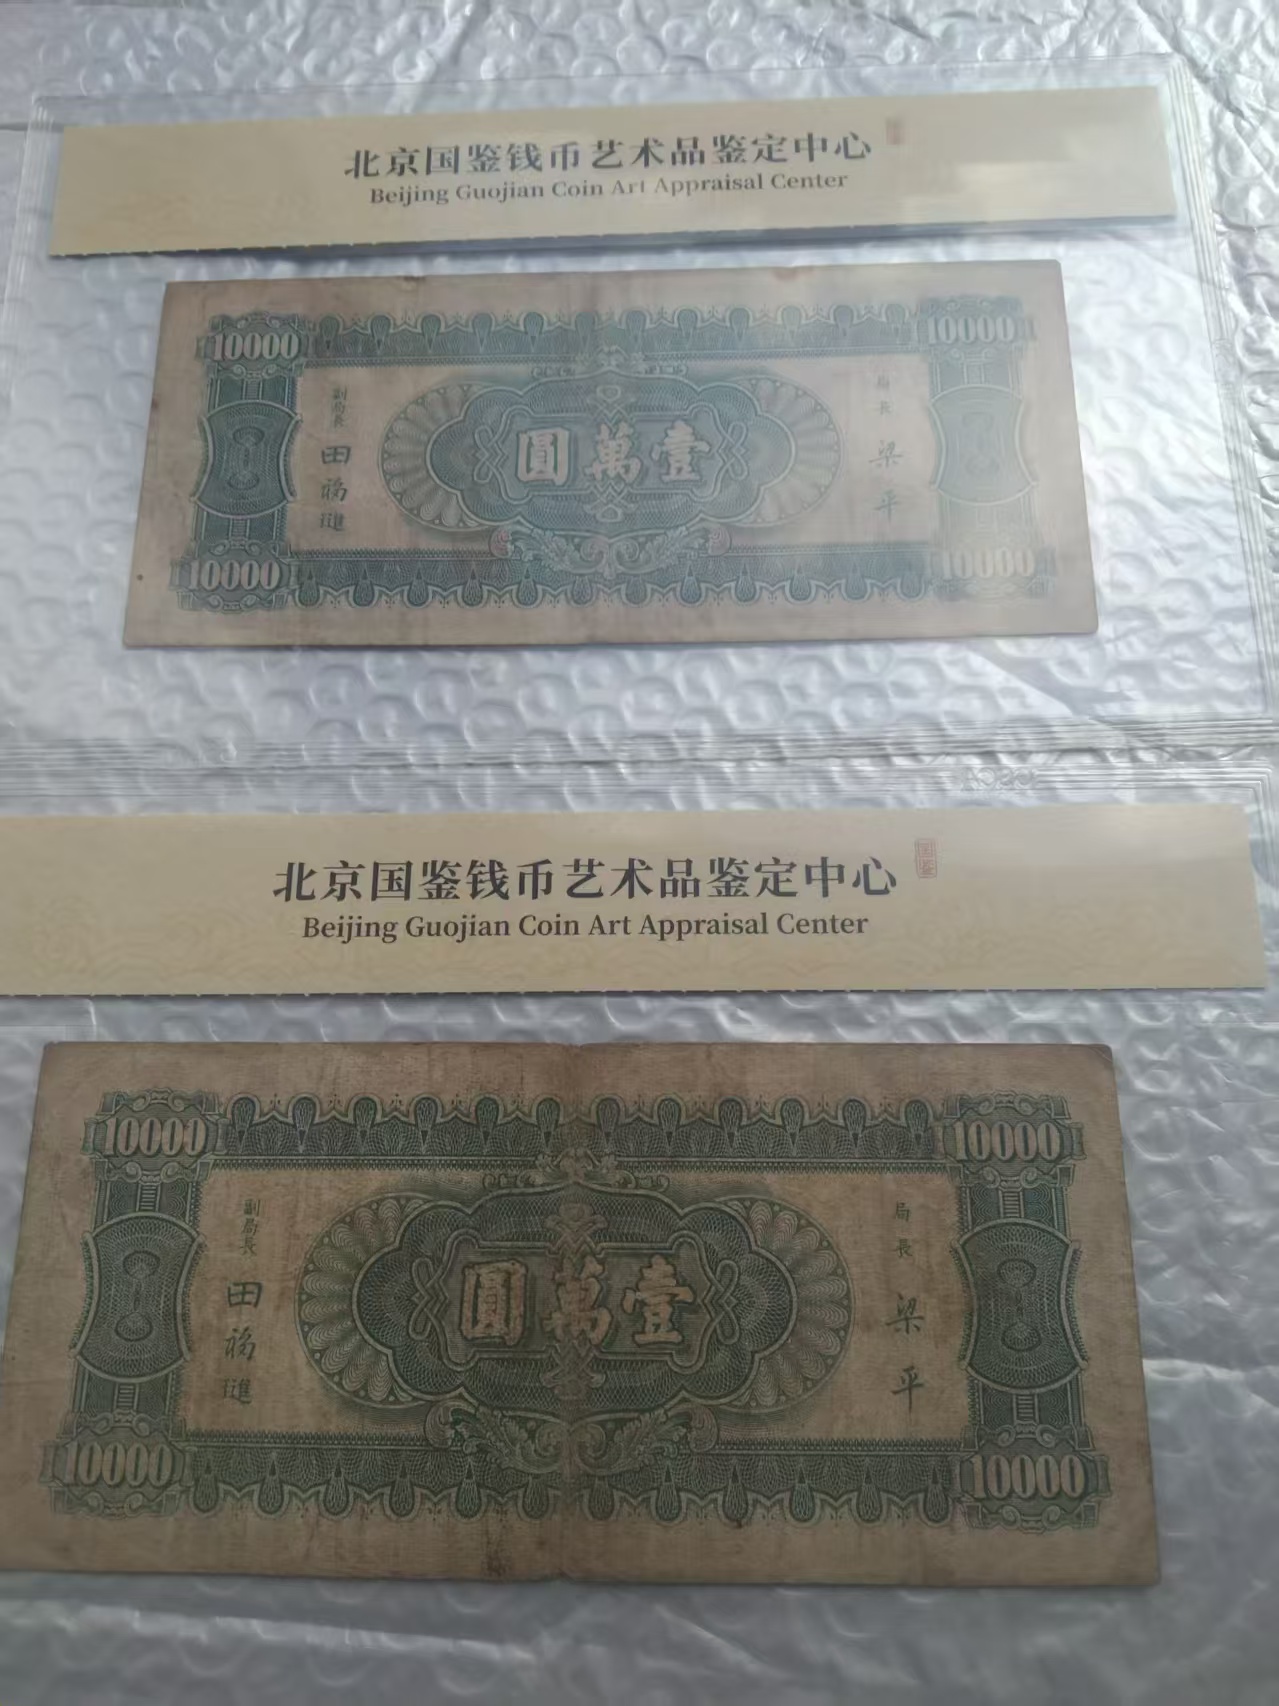 北京国鉴钱币艺术品鉴定中心
Beijing Guojian Coin Art Appraisal Center
10000
10000
副局長
田福進
圓萬壹
局長
梁平
10000
10000
北京国鉴钱币艺术品鉴定中心
国鉴
Beijing Guojian Coin Art Appraisal Center
10000
10000
副局長
田福進
圓萬壹
局長
梁平
10000
10000